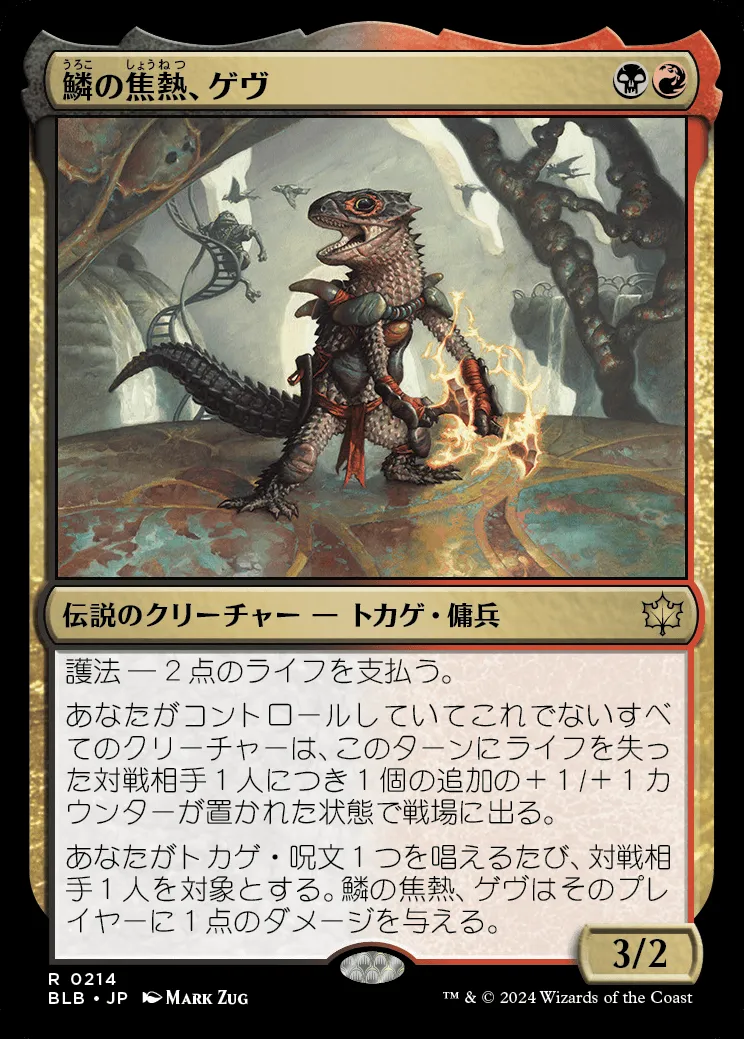 うろこ しょうねつ
鱗の焦熱、ゲヴ
伝説のクリーチャー — トカゲ・傭兵
護法 — 2 点のライフを支払う。
あなたがコントロールしていてこれでないすべ
てのクリーチャーは、このターンにライフを失っ
た対戦相手1人につき1個の追加の+1/+1カ
ウンターが置かれた状態で戦場に出る。
あなたがトカゲ・呪文1つを唱えるたび、対戦相
手1人を対象とする。鱗の焦熱、ゲヴはそのプレ
イヤーに1点のダメージを与える。
3/2
R 0214
BLB • JP Mark Zug
™ & © 2024 Wizards of the Coast